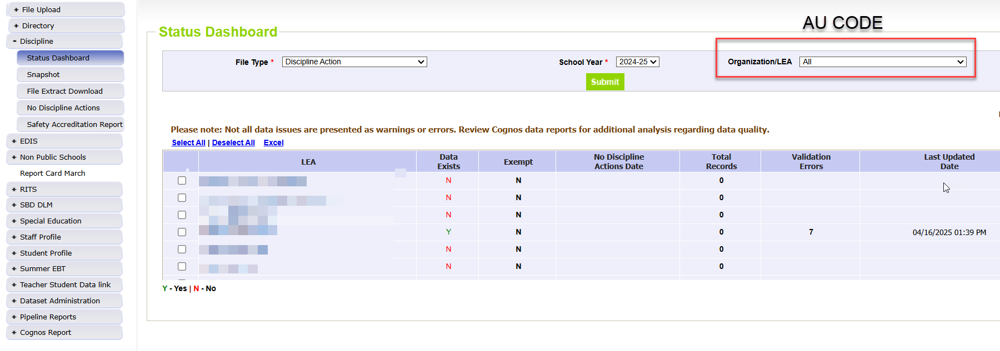 + File Upload
+ Directory
- Discipline
Status Dashboard
Snapshot
File Extract Download
No Discipline Actions
Safety Accreditation Report
+ EDIS
+ Non Public Schools
Report Card March
+ RITS
+ SBD DLM
+ Special Education
+ Staff Profile
+ Student Profile
+ Summer EBT
+ Teacher Student Data link
+ Dataset Administration
+ Pipeline Reports
+ Cognos Report
AU CODE
Status Dashboard
File Type * Discipline Action School Year * 2024-25 Organization/LEA All
Submit
Please note: Not all data issues are presented as warnings or errors. Review Cognos data reports for additional analysis regarding data quality.
Select All | Deselect All Excel
LEA Data Exists Exempt No Discipline Actions Date Total Records Validation Errors Last Updated Date
N N 0
N N 0
N N 0
Y N 0 7 04/16/2025 01:39 PM
N N 0
N N 0
Y - Yes | N - No